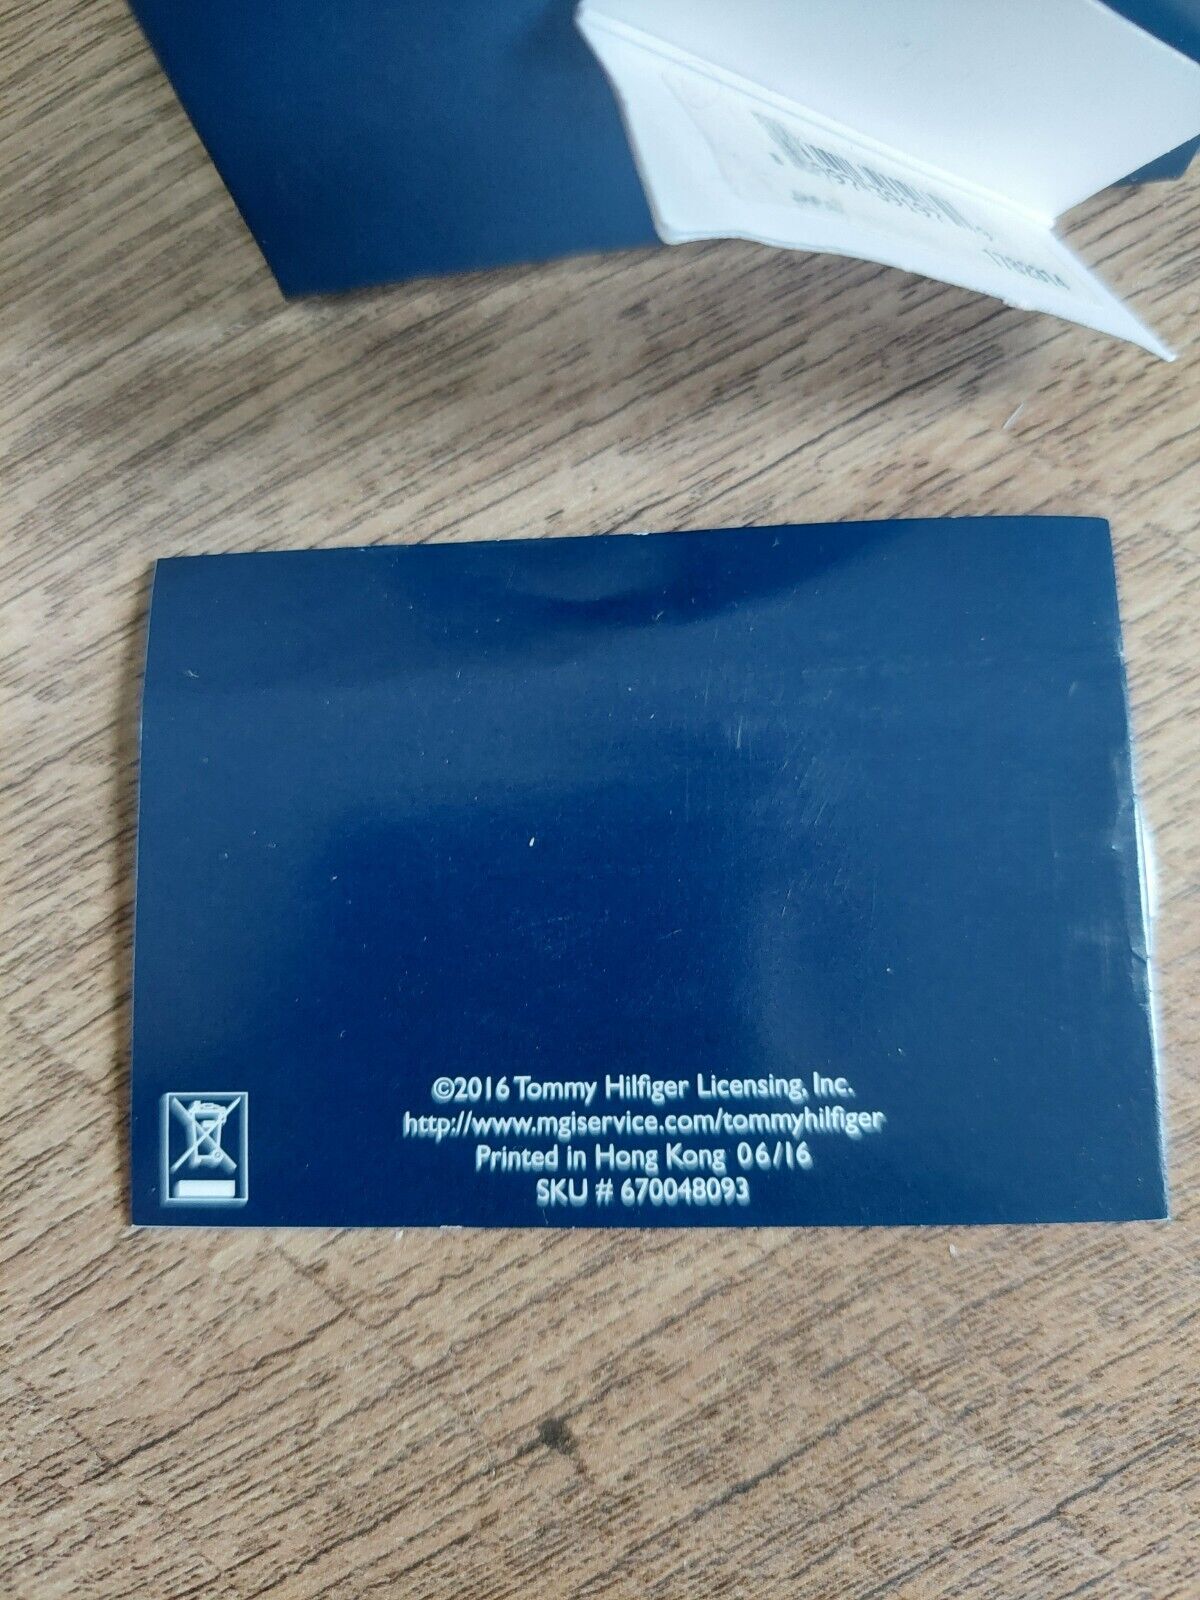 ©2016 Tommy Hilfiger Licensing, Inc.
http://www.mgiservice.com/tommyhilfiger
Printed in Hong Kong 06/16
SKU # 670048093